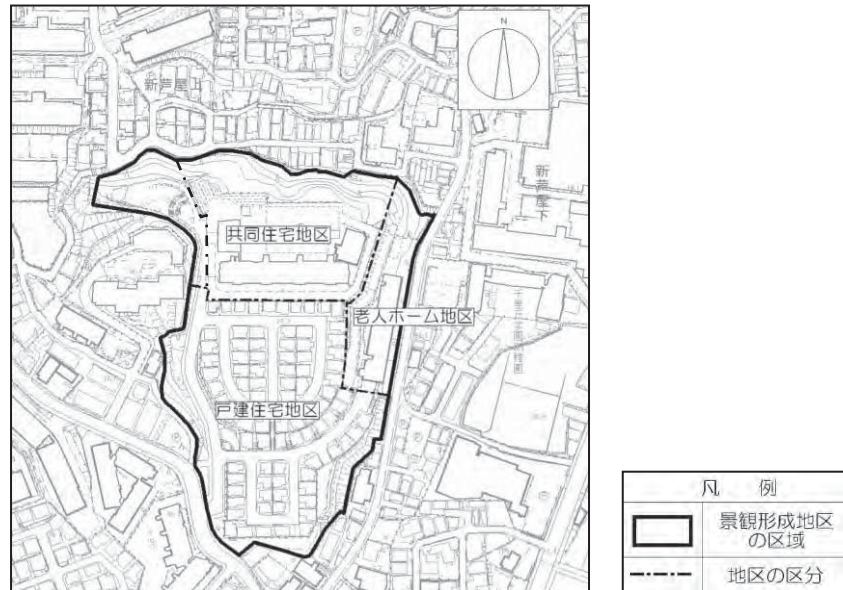 N
新芦屋上
新芦屋下
共同住宅地区
老人ホーム地区
戸建住宅地区
凡 例
景観形成地区
の区域
地区の区分